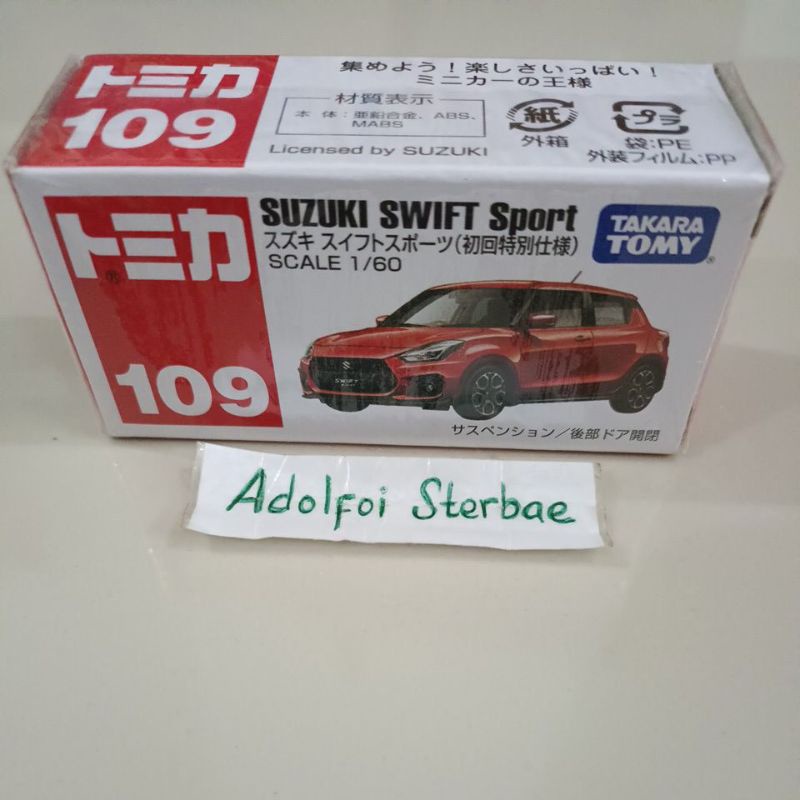 トミカ
109
集めよう!楽しさいっぱい!
ミニカーの王様
材質表示
本 体:亜鉛合金、ABS、
MABS
Licensed by SUZUKI
紙
外箱
プラ
袋:PE
外装フィルム:PP
トミカ
®
109
SUZUKI SWIFT Sport
スズキ スイフトスポーツ(初回特別仕様)
SCALE 1/60
TAKARA
TOMY®
SWIFT
サスペンション/後部ドア開閉
Adolfoi Sterbae